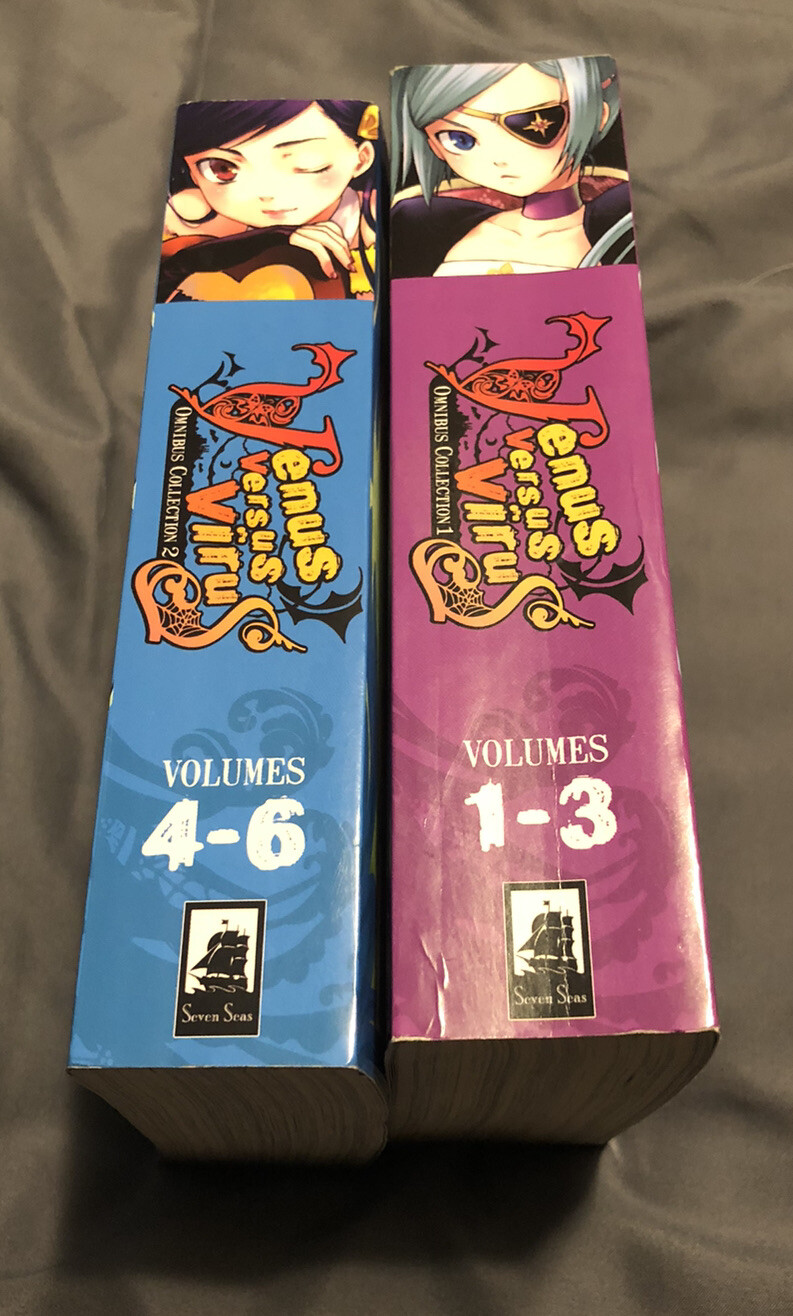 Venus
Versus
Virus
OMNIBUS COLLECTION 2
VOLUMES
4-6
Seven Seas
Venus
Versus
Virus
OMNIBUS COLLECTION 1
VOLUMES
1-3
Seven Seas